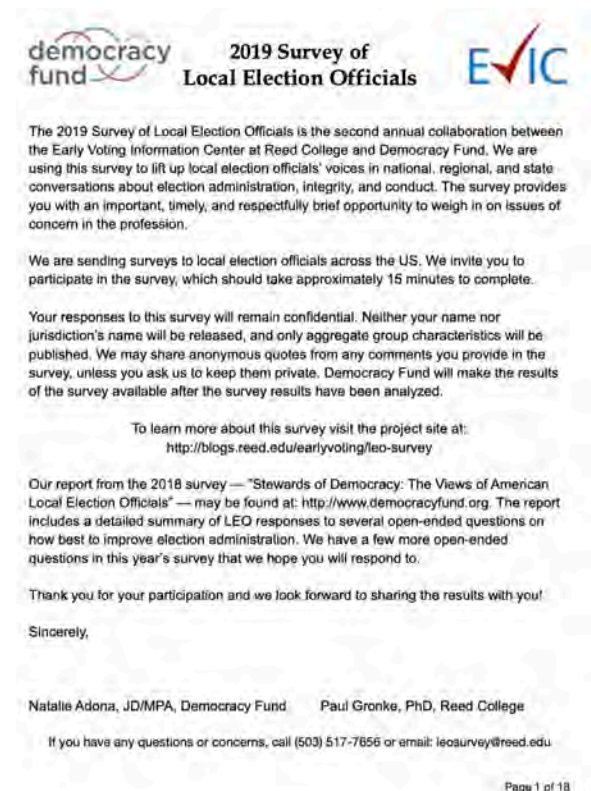 democracy
fund
2019 Survey of
Local Election Officials
EVIC
The 2019 Survey of Local Election Officials is the second annual collaboration between
the Early Voting Information Center at Reed College and Democracy Fund. We are
using this survey to lift up local election officials' voices in national, regional, and state
conversations about election administration, integrity, and conduct. The survey provides
you with an important, timely, and respectfully brief opportunity to weigh in on issues of
concern in the profession.
We are sending surveys to local election officials across the US. We invite you to
participate in the survey, which should take approximately 15 minutes to complete.
Your responses to this survey will remain confidential. Neither your name nor
jurisdiction's name will be released, and only aggregate group characteristics will be
published. We may share anonymous quotes from any comments you provide in the
survey, unless you ask us to keep them private. Democracy Fund will make the results
of the survey available after the survey results have been analyzed.
To learn more about this survey visit the project site at:
http://blogs.reed.edu/earlyvoting/leo-survey
Our report from the 2018 survey — "Stewards of Democracy: The Views of American
Local Election Officials" — may be found at: http://www.democracyfund.org. The report
includes a detailed summary of LEO responses to several open-ended questions on
how best to improve election administration. We have a few more open-ended
questions in this year's survey that we hope you will respond to.
Thank you for your participation and we look forward to sharing the results with you!
Sincerely,
Natalie Adona, JD/MPA, Democracy Fund Paul Gronke, PhD, Reed College
If you have any questions or concerns, call (503) 517-7656 or email: leosurvey@reed.edu
Page 1 of 18